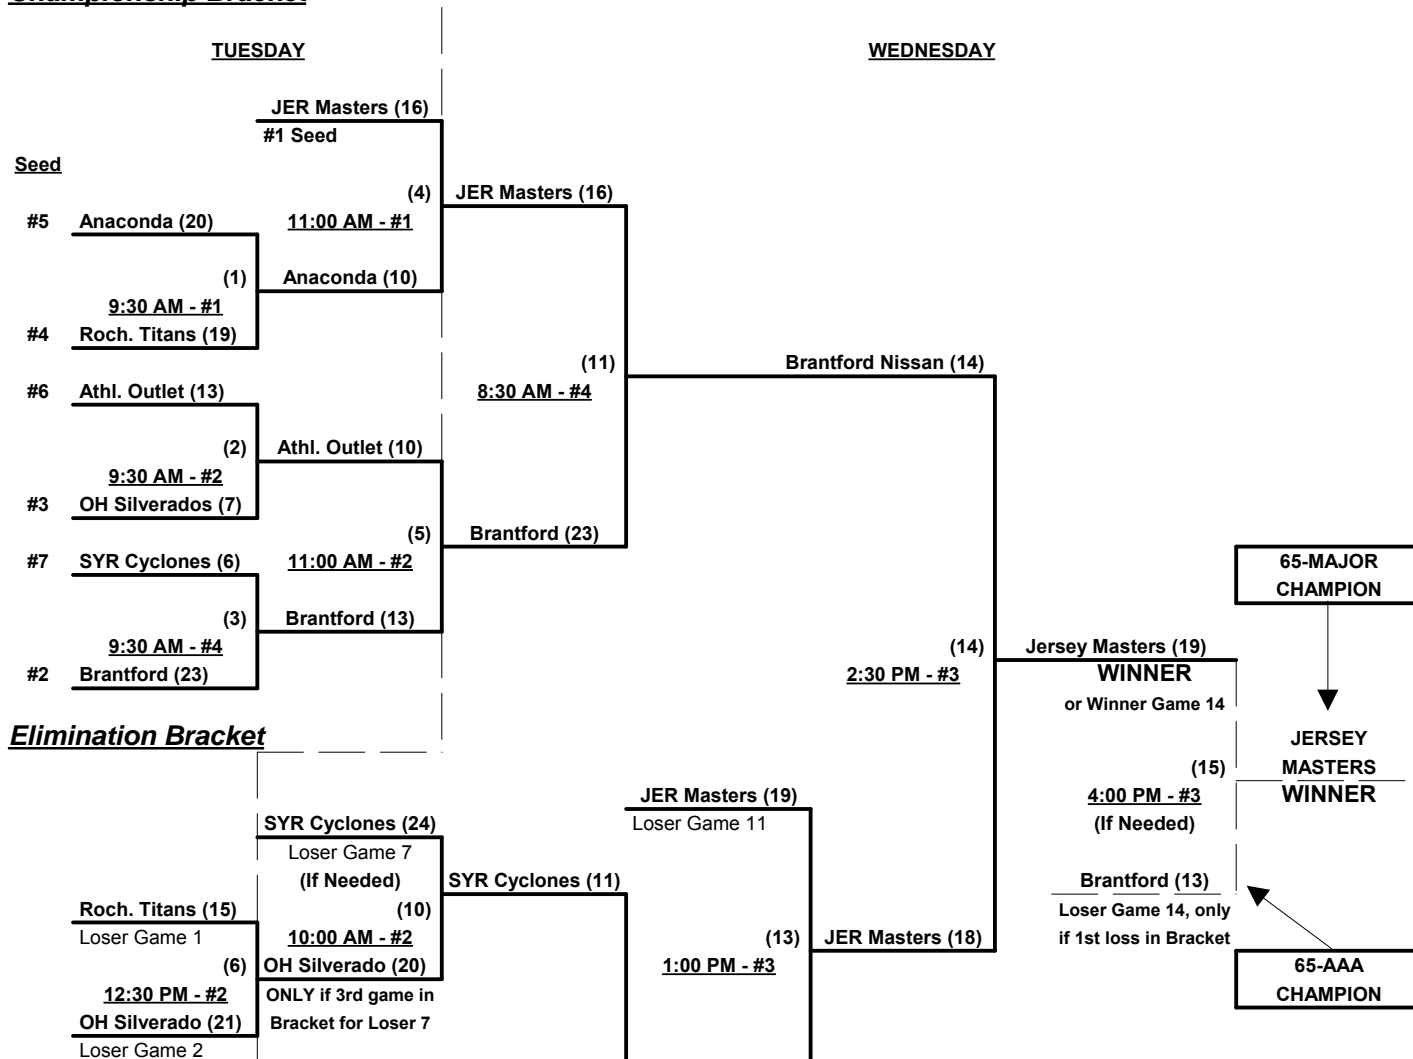 Championship Bracket
TUESDAY
WEDNESDAY
JER Masters (16)
#1 Seed
Seed
(4)
JER Masters (16)
#5
Anaconda (20)
11:00 AM - #1
(1)
Anaconda (10)
9:30 AM - #1
#4
Roch. Titans (19)
(11)
Brantford Nissan (14)
#6
Athl. Outlet (13)
8:30 AM - #4
(2)
Athl. Outlet (10)
9:30 AM - #2
#3
OH Silverados (7)
(5)
Brantford (23)
#7
SYR Cyclones (6)
11:00 AM - #2
65-MAJOR
CHAMPION
(3)
Brantford (13)
9:30 AM - #4
(14)
Jersey Masters (19)
#2
Brantford (23)
2:30 PM - #3
WINNER
or Winner Game 14
Elimination Bracket
JERSEY
MASTERS
(15)
WINNER
JER Masters (19)
4:00 PM - #3
Loser Game 11
(If Needed)
SYR Cyclones (24)
Loser Game 7
(If Needed)
SYR Cyclones (11)
Brantford (13)
Roch. Titans (15)
Loser Game 14, only
if 1st loss in Bracket
Loser Game 1
(10)
10:00 AM - #2
(13)
JER Masters (18)
(6)
OH Silverado (20)
1:00 PM - #3
65-AAA
CHAMPION
12:30 PM - #2
ONLY if 3rd game in
Bracket for Loser 7
OH Silverado (21)
Loser Game 2